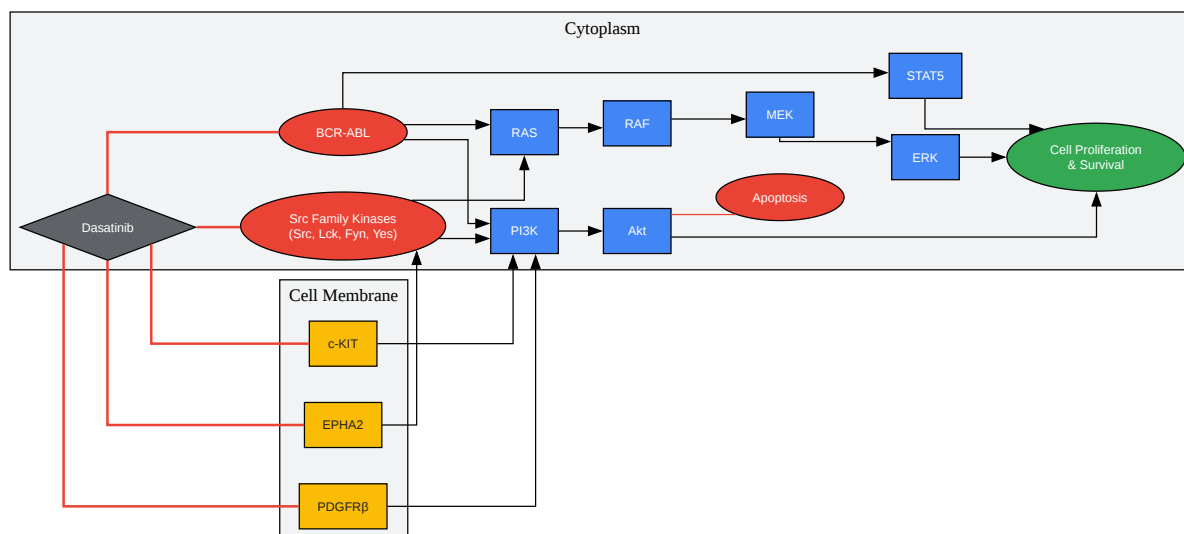 Cytoplasm
STAT5
BCR-ABL
RAS
RAF
MEK
ERK
Cell Proliferation
& Survival
Apoptosis
Dasatinib
Src Family Kinases
(Src, Lck, Fyn, Yes)
PI3K
Akt
Cell Membrane
c-KIT
EPHA2
PDGFRβ